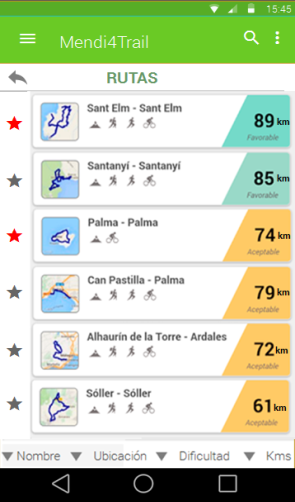 15:45
Mendi4Trail
RUTAS
Sant Elm - Sant Elm
89 km
Favorable
Santanyí - Santanyí
85 km
Favorable
Palma - Palma
74 km
Aceptable
Can Pastilla - Palma
79 km
Aceptable
Alhaurín de la Torre - Ardales
72 km
Aceptable
Sóller - Sóller
61 km
Aceptable
Nombre Ubicación Dificultad Kms